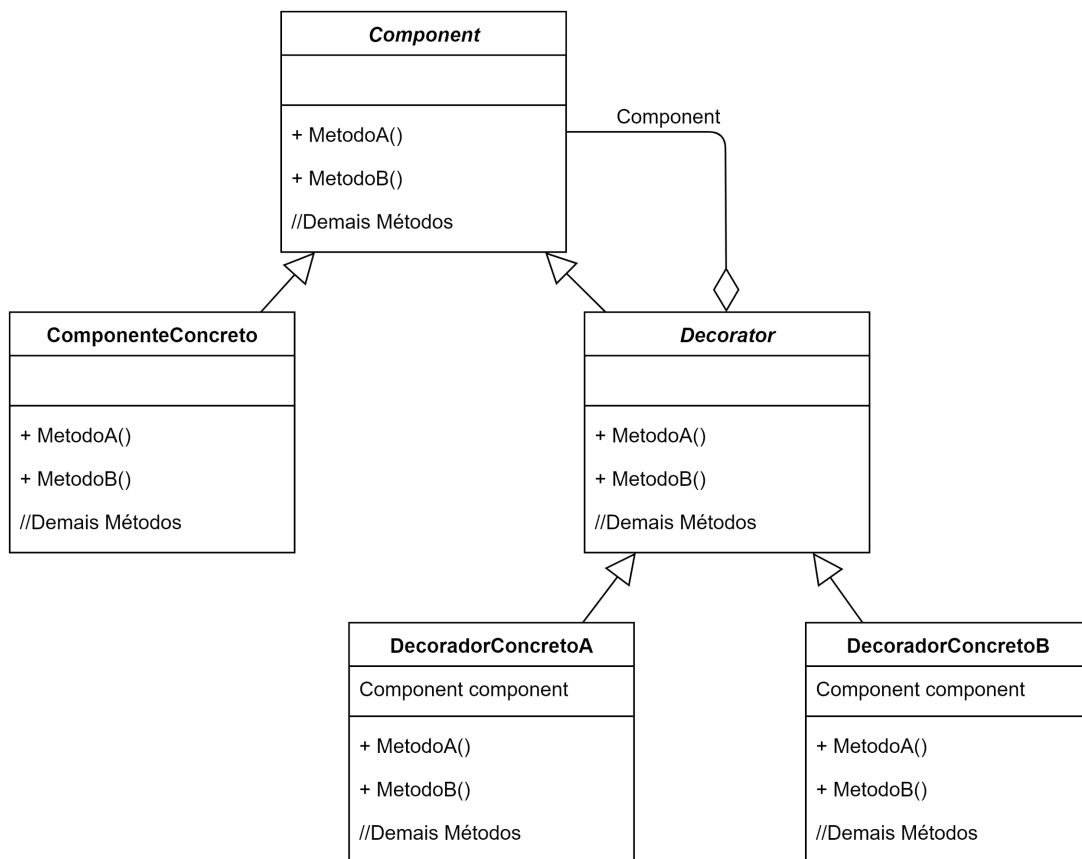 Component
+ MetodoA()
+ MetodoB()
//Demais Métodos
Component
ComponenteConcreto
+ MetodoA()
+ MetodoB()
//Demais Métodos
Decorator
+ MetodoA()
+ MetodoB()
//Demais Métodos
DecoradorConcretoA
Component component
+ MetodoA()
+ MetodoB()
//Demais Métodos
DecoradorConcretoB
Component component
+ MetodoA()
+ MetodoB()
//Demais Métodos